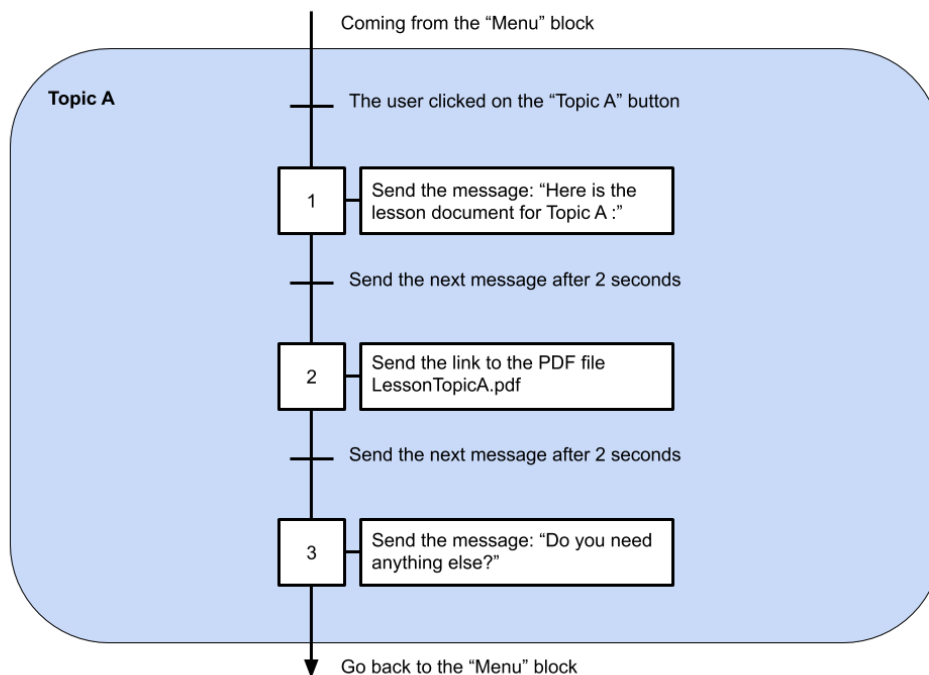 Coming from the “Menu” block
Topic A
The user clicked on the “Topic A” button
1
Send the message: “Here is the
lesson document for Topic A :”
Send the next message after 2 seconds
2
Send the link to the PDF file
LessonTopicA.pdf
Send the next message after 2 seconds
3
Send the message: “Do you need
anything else?”
Go back to the “Menu” block